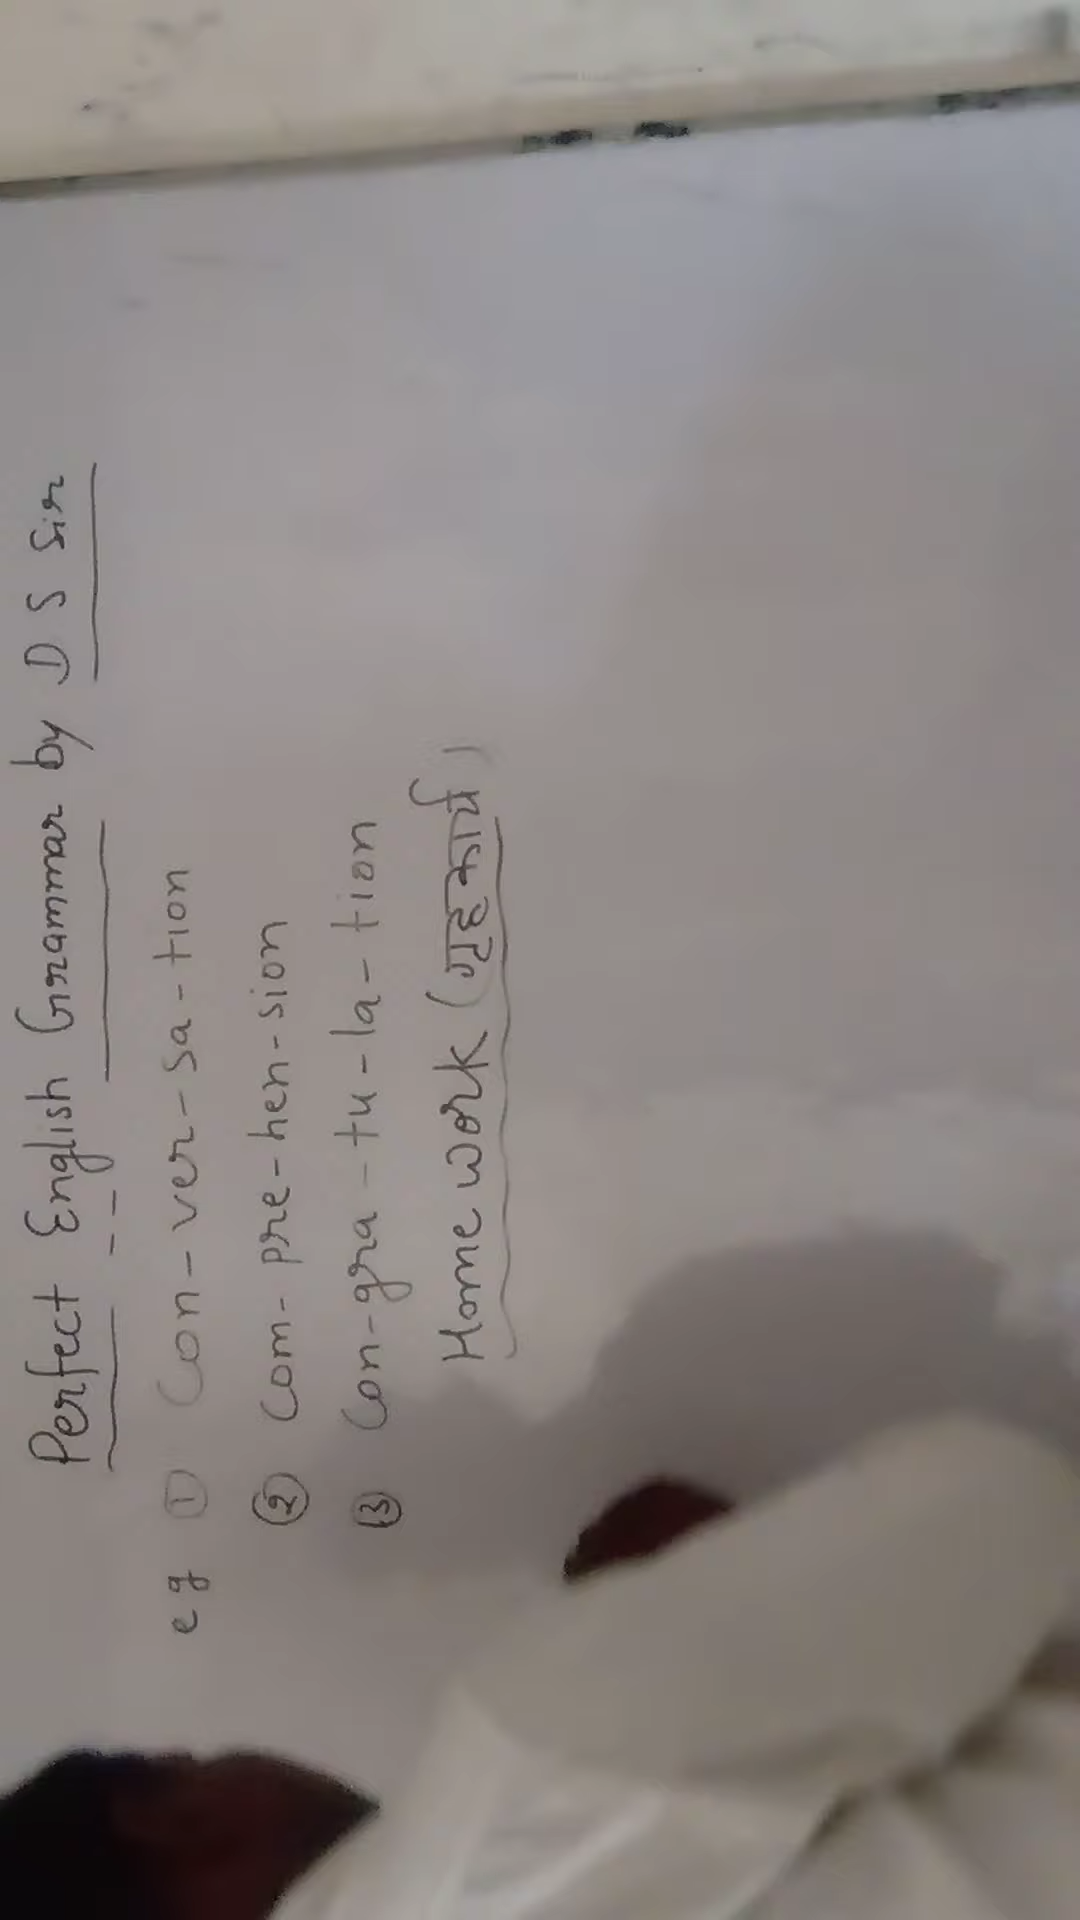 Perfect English Grammar by D S Sir
eg ① Con-ver-sa-tion
② Com-pre-hen-sion
③ Con-gra-tu-la-tion
Home work (गृहकार्य)